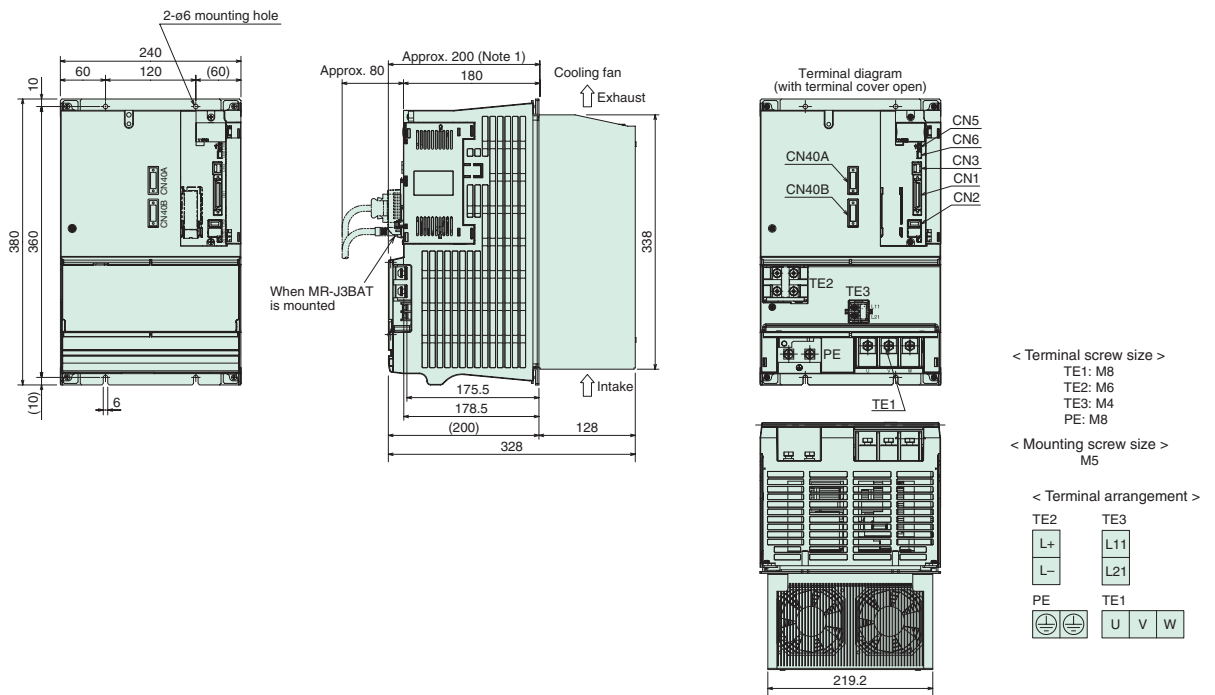 2-ø6 mounting hole
240
60
120
(60)
10
380
360
(10)
6
CN40A
CN40B
Approx. 200 (Note 1)
Approx. 80
180
Cooling fan
Exhaust
338
When MR-J3BAT
is mounted
Intake
175.5
178.5
(200)
128
328
Terminal diagram
(with terminal cover open)
CN5
CN6
CN3
CN1
CN2
CN40A
CN40B
TE2
TE3
L11
L21
PE
U V W
TE1
219.2
< Terminal screw size >
TE1: M8
TE2: M6
TE3: M4
PE: M8
< Mounting screw size >
M5
< Terminal arrangement >
TE2 TE3
L+ L11
L– L21
PE TE1
U V W